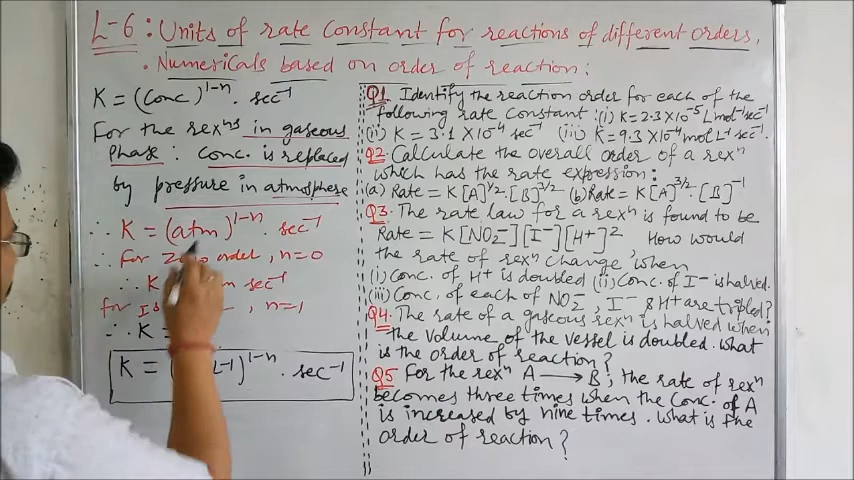 L-6 : Units of rate constant for reactions of different orders,
. Numericals based on order of reaction :
K = (Conc)¹⁻ⁿ . sec⁻¹
For the rexⁿˢ in gaseous
Phase : Conc. is replaced
by pressure in atmosphere
∴ K = (atm)¹⁻ⁿ . sec⁻¹
∴ For order, n=0
∴ K sec⁻¹
for , n=1
∴ K =
K = ( L⁻¹)¹⁻ⁿ . sec⁻¹
Q1. Identify the reaction order for each of the
following rate Constant : (i) K = 2.3 X 10⁻⁵ L mol⁻¹ sec⁻¹
(ii) K = 3.1 X 10⁻⁴ sec⁻¹ (iii) K = 9.3 X 10⁻⁴ mol L⁻¹ sec⁻¹.
Q2. Calculate the overall order of a rexⁿ
which has the rate expression :
(a) Rate = K[A]^1/2 . [B]^3/2 (b) Rate = K[A]^3/2 . [B]⁻¹
Q3. The rate law for a rexⁿ is found to be
Rate = K[NO₂⁻][I⁻][H⁺]² How would
the rate of rexⁿ change, when
(i) Conc. of H⁺ is doubled (ii) Conc. of I⁻ is halved.
(iii) Conc. of each of NO₂⁻, I⁻ & H⁺ are tripled?
Q4. The rate of a gaseous rexⁿ is halved when
the volume of the vessel is doubled. What
is the order of reaction?
Q5 For the rexⁿ A ⟶ B; the rate of rexⁿ
becomes three times when the Conc. of A
is increased by nine times. What is the
order of reaction?